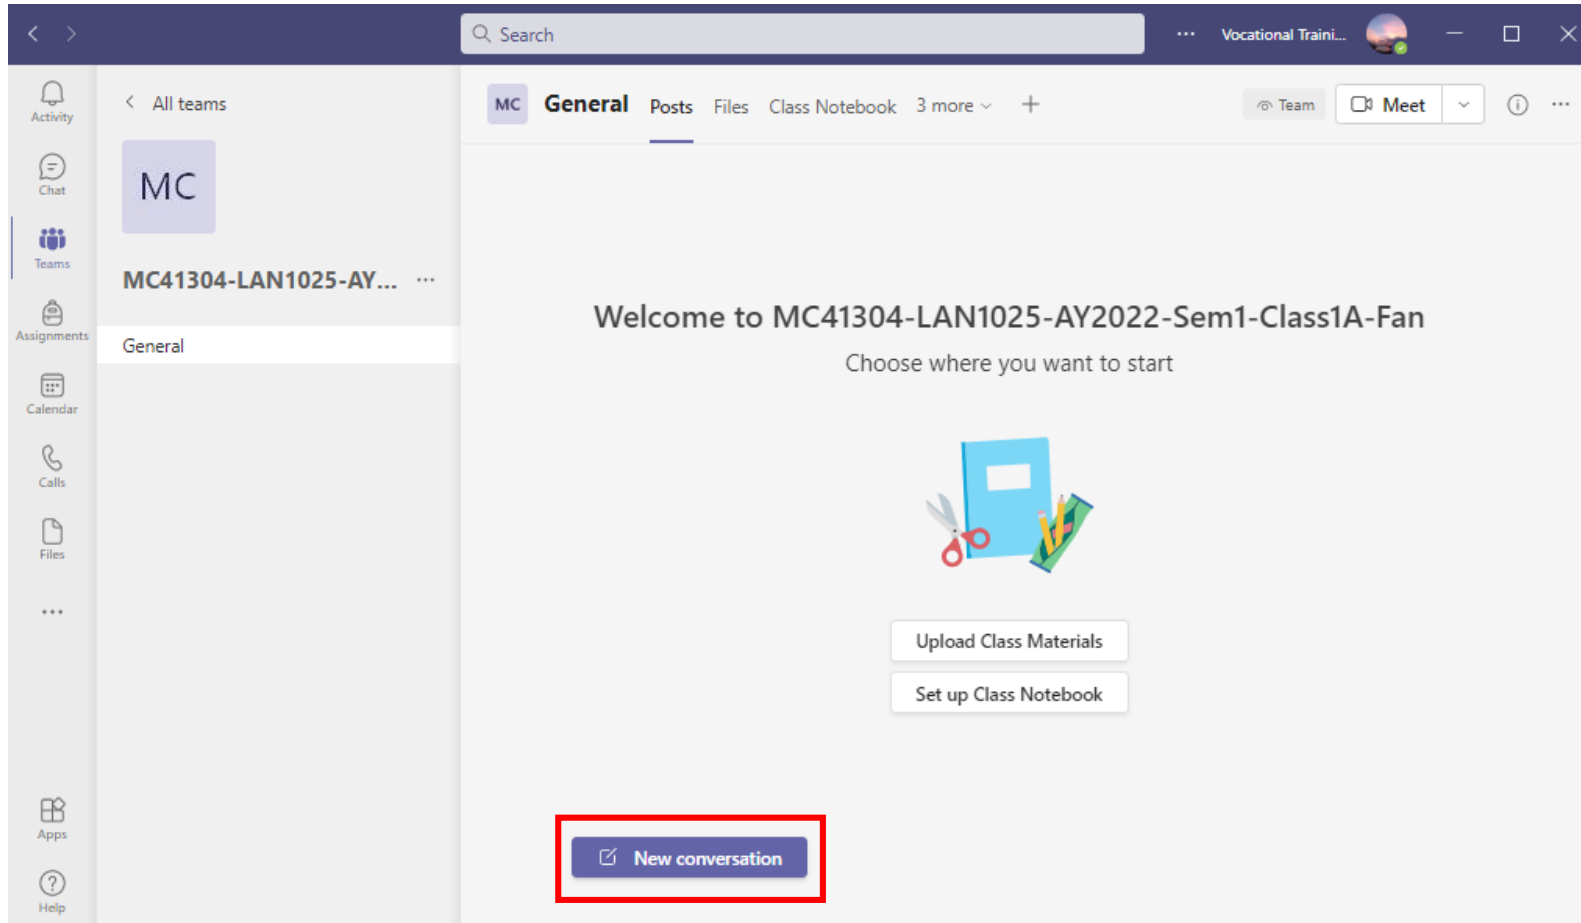 Search
Vocational Traini...
Activity
Chat
Teams
Assignments
Calendar
Calls
Files
Apps
Help
All teams
MC
MC41304-LAN1025-AY... ...
General
MC General Posts Files Class Notebook 3 more
Team Meet
Welcome to MC41304-LAN1025-AY2022-Sem1-Class1A-Fan
Choose where you want to start
Upload Class Materials
Set up Class Notebook
New conversation